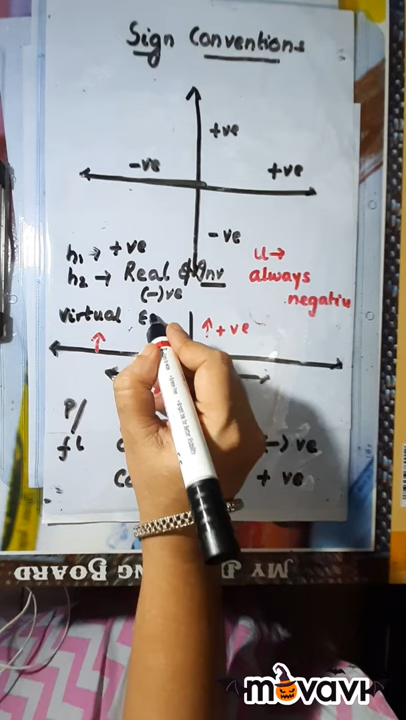 Sign Conventions
+ve
-ve
+ve
-ve
h₁ → +ve
h₂ → Real & Inv
(-)ve
u→
always
negative
Virtual
↑
↑ +ve
P/
(-) ve
+ ve
MY
ING BOARD
movavi